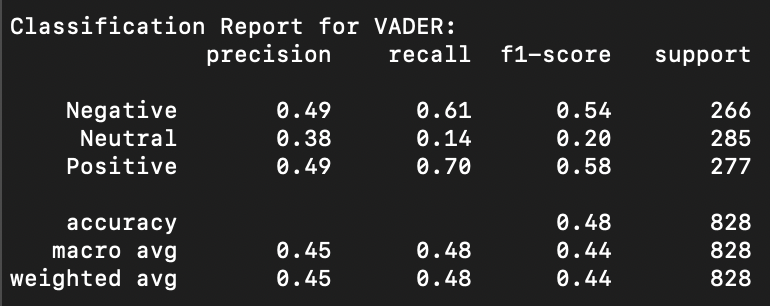 Classification Report for VADER:
precision recall f1-score support
Negative 0.49 0.61 0.54 266
Neutral 0.38 0.14 0.20 285
Positive 0.49 0.70 0.58 277
accuracy 0.48 828
macro avg 0.45 0.48 0.44 828
weighted avg 0.45 0.48 0.44 828